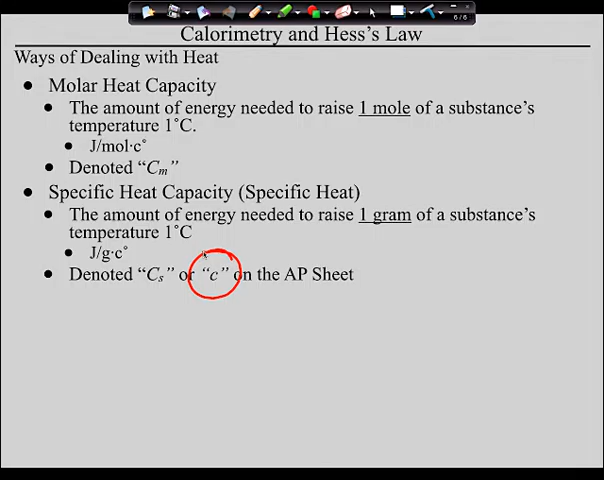 6/6
Calorimetry and Hess's Law
Ways of Dealing with Heat
• Molar Heat Capacity
• The amount of energy needed to raise 1 mole of a substance's
temperature 1˚C.
• J/mol·c˚
• Denoted “Cm”
• Specific Heat Capacity (Specific Heat)
• The amount of energy needed to raise 1 gram of a substance's
temperature 1˚C
• J/g·c˚
• Denoted “Cs” or “c” on the AP Sheet